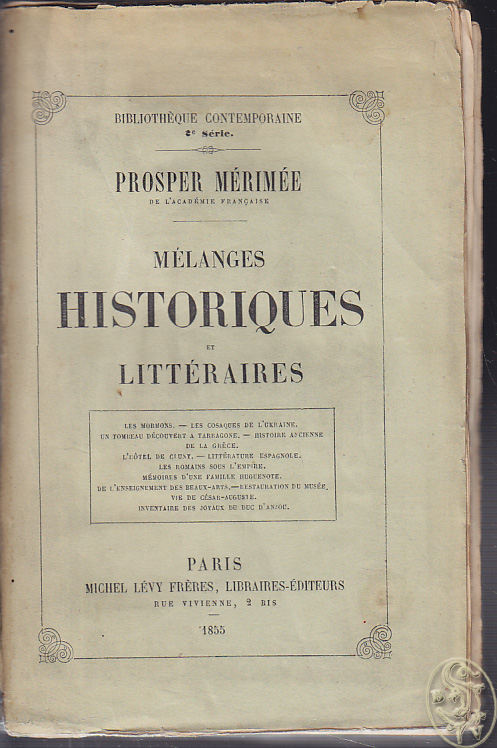 BIBLIOTHÈQUE CONTEMPORAINE
2e Série.
PROSPER MÉRIMÉE
DE L'ACADÉMIE FRANÇAISE
MÉLANGES
HISTORIQUES
ET
LITTÉRAIRES
LES MORMONS. — LES COSAQUES DE L'UKRAINE.
UN TOMBEAU DÉCOUVERT A TARRAGONE. — HISTOIRE ANCIENNE
DE LA GRÈCE.
L'HÔTEL DE CLUNY. — LITTÉRATURE ESPAGNOLE.
LES ROMAINS SOUS L'EMPIRE.
MÉMOIRES D'UNE FAMILLE HUGUENOTE.
DE L'ENSEIGNEMENT DES BEAUX-ARTS. — RESTAURATION DU MUSÉE.
VIE DE CÉSAR-AUGUSTE.
INVENTAIRE DES JOYAUX DU DUC D'ANJOU.
PARIS
MICHEL LÉVY FRÈRES, LIBRAIRES-ÉDITEURS
RUE VIVIENNE, 2 BIS
1855